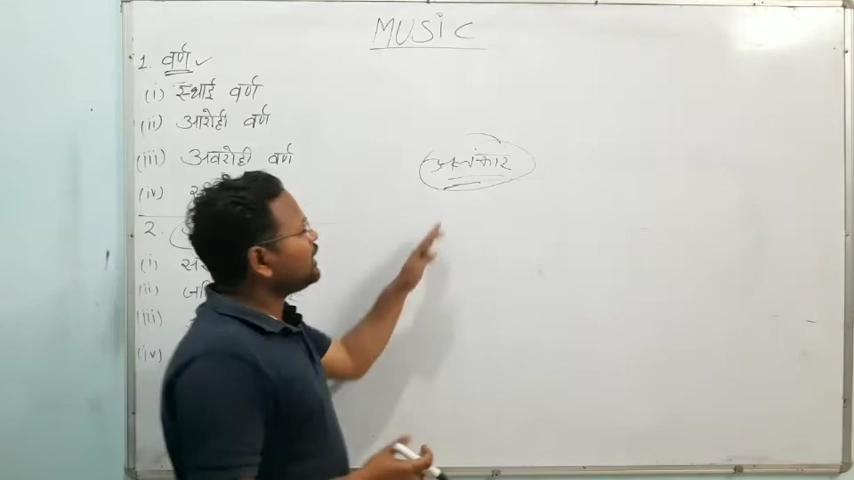 MUSIC
1. वर्ण ✓
(i) स्थाई वर्ण
(ii) आरोही वर्ण
(iii) अवरोही वर्ण
(iv)
2.
(i)
(ii)
(iii)
(iv)
अलंकार